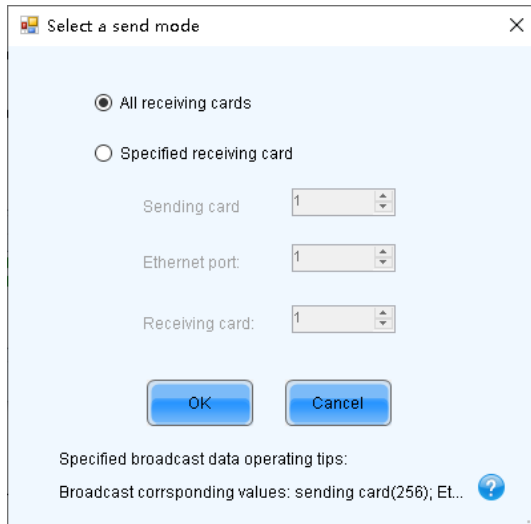 Select a send mode
All receiving cards
Specified receiving card
Sending card
1
Ethernet port:
1
Receiving card:
1
OK
Cancel
Specified broadcast data operating tips:
Broadcast corrsponding values: sending card(256); Et...
?